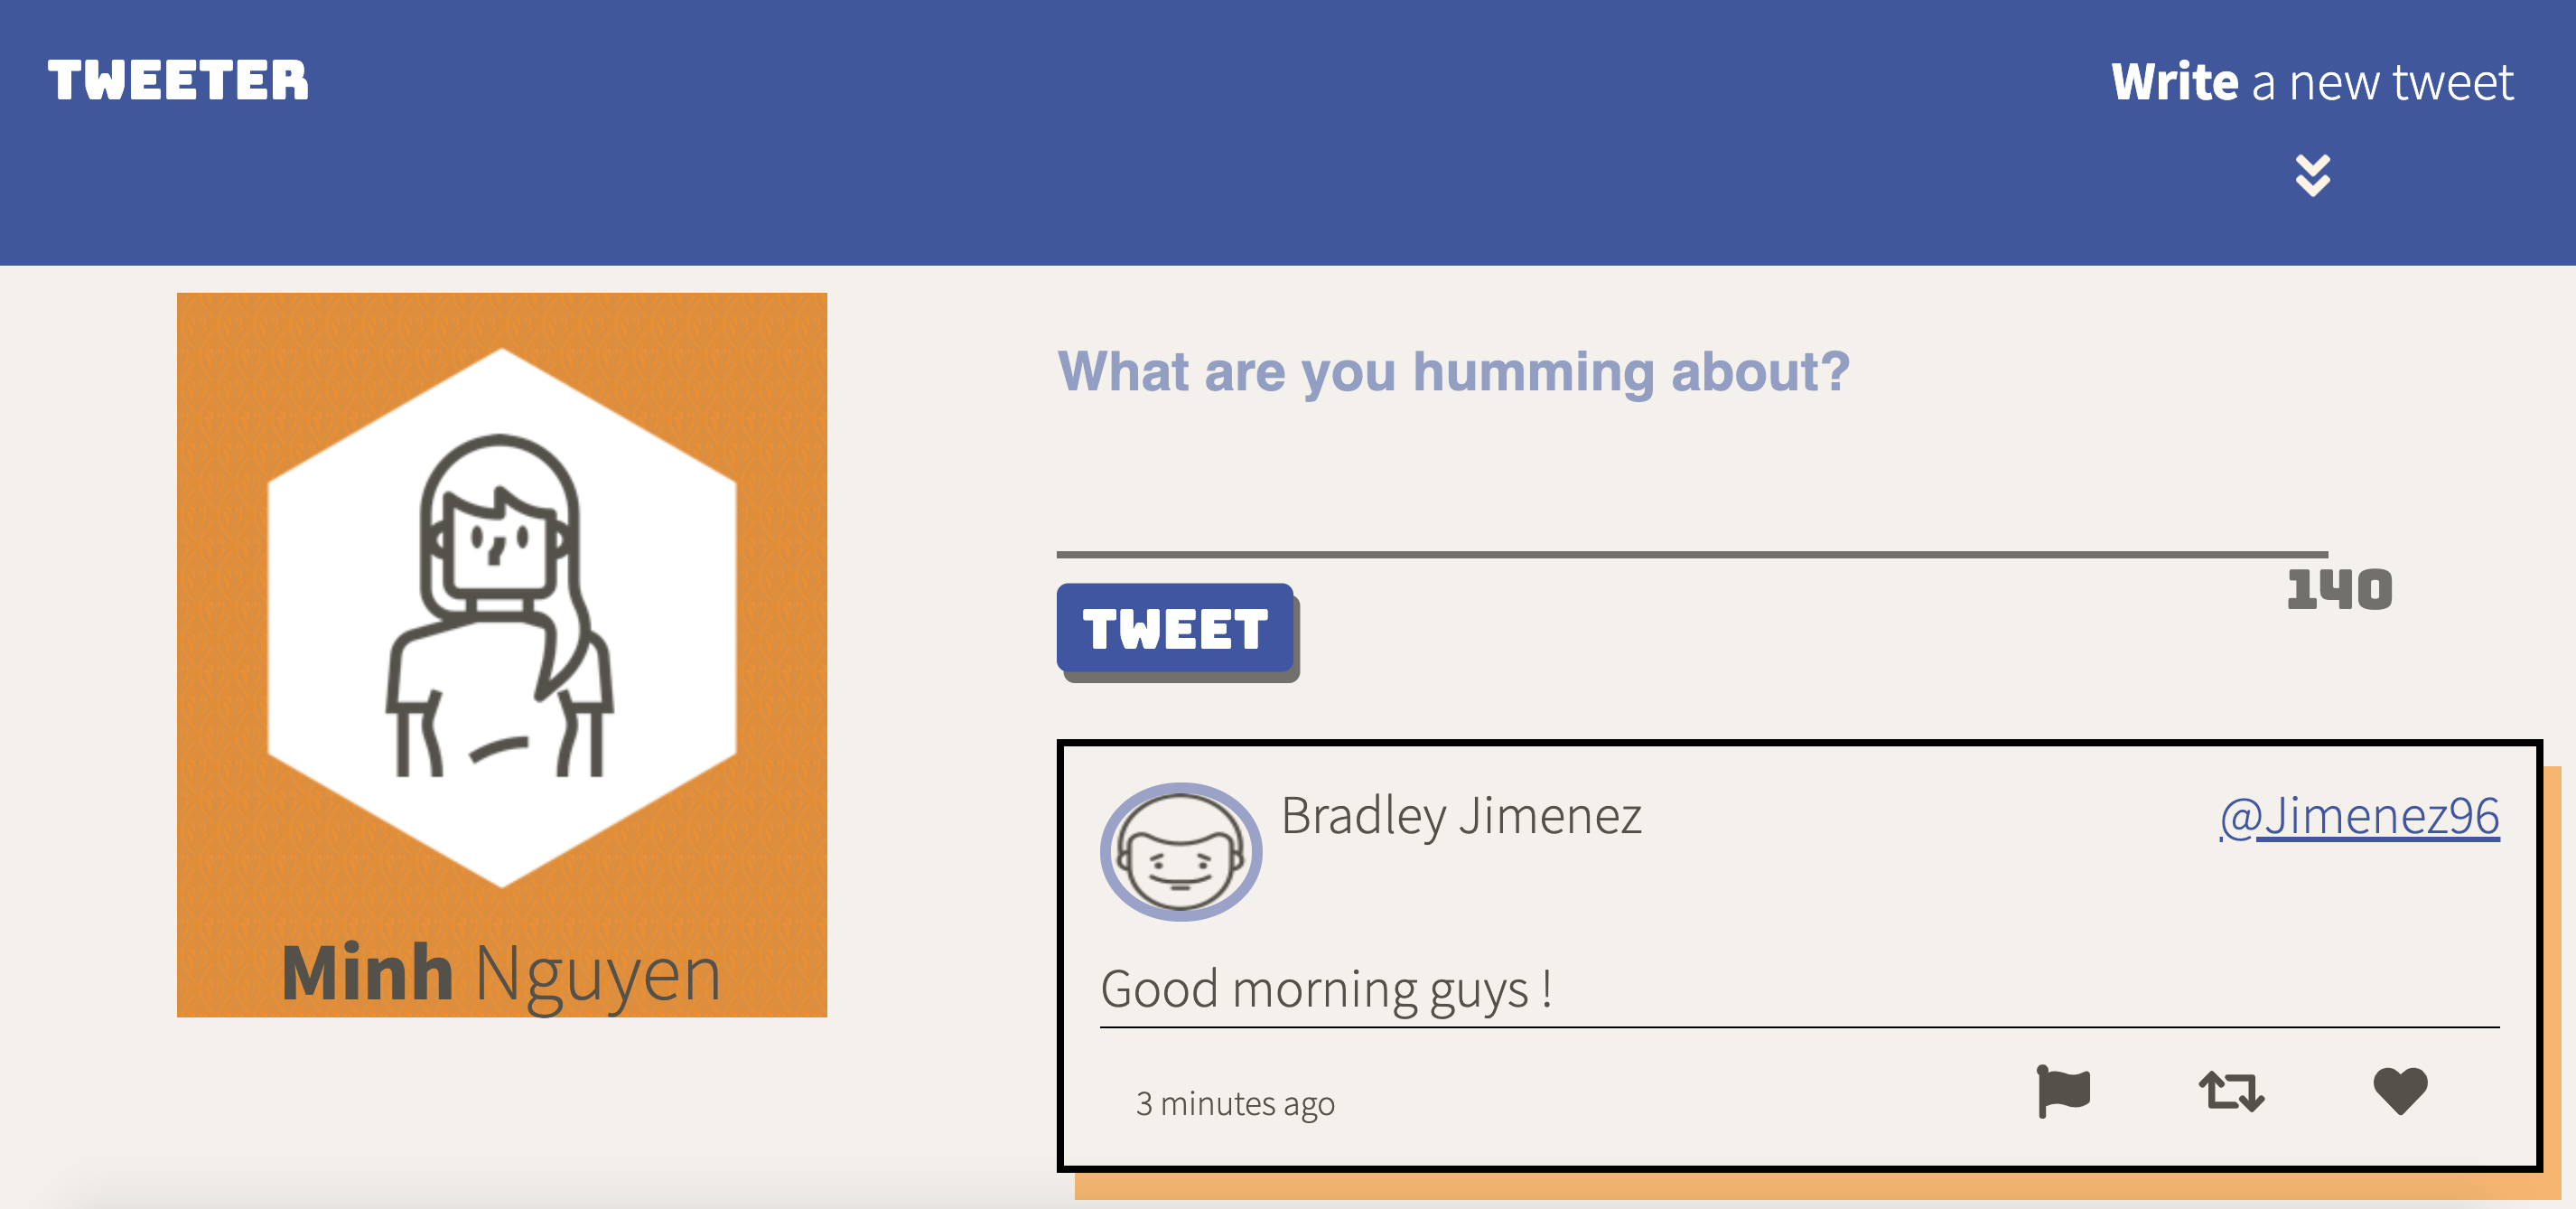 TWEETER
Write a new tweet
Minh Nguyen
What are you humming about?
TWEET
140
Bradley Jimenez
@Jimenez96
Good morning guys !
3 minutes ago